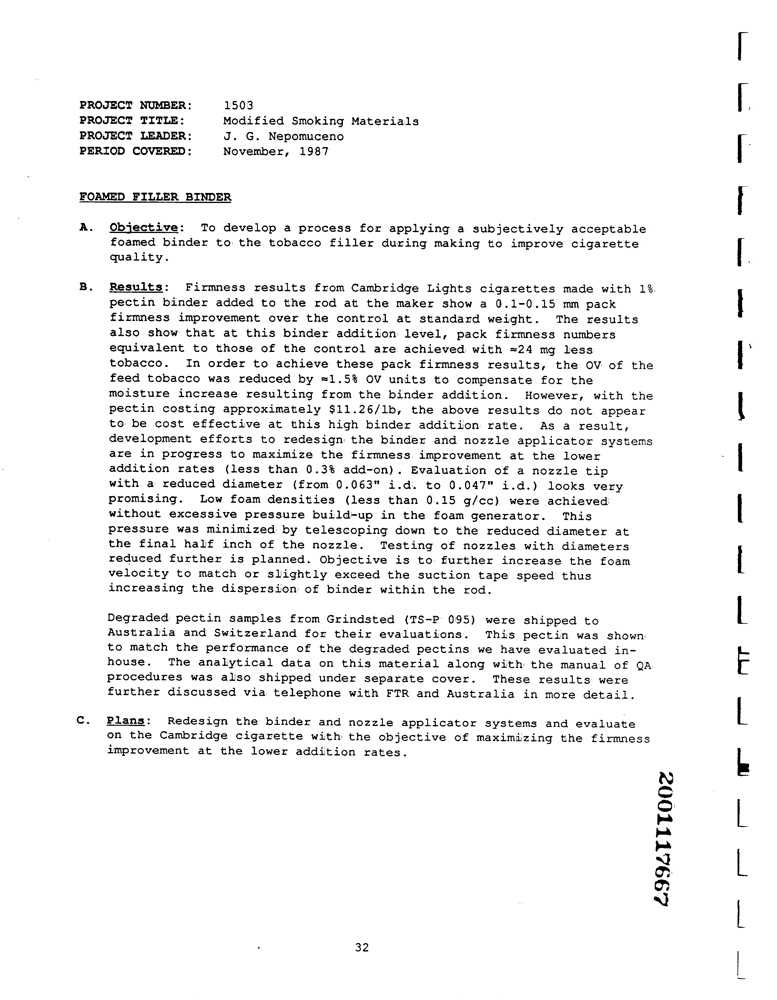 PROJECT NUMBER: 1503
PROJECT TITLE: Modified Smoking Materials
PROJECT LEADER: J. G. Nepomuceno
PERIOD COVERED: November, 1987
FOAMED FILLER BINDER
A. Objective: To develop a process for applying a subjectively acceptable
foamed binder to the tobacco filler during making to improve cigarette
quality.
B. Results: Firmness results from Cambridge Lights cigarettes made with 1%
pectin binder added to the rod at the maker show a 0.1-0.15 mm pack
firmness improvement over the control at standard weight. The results
also show that at this binder addition level, pack firmness numbers
equivalent to those of the control are achieved with ≈24 mg less
tobacco. In order to achieve these pack firmness results, the OV of the
feed tobacco was reduced by ≈1.5% OV units to compensate for the
moisture increase resulting from the binder addition. However, with the
pectin costing approximately $11.26/lb, the above results do not appear
to be cost effective at this high binder addition rate. As a result,
development efforts to redesign the binder and nozzle applicator systems
are in progress to maximize the firmness improvement at the lower
addition rates (less than 0.3% add-on). Evaluation of a nozzle tip
with a reduced diameter (from 0.063" i.d. to 0.047" i.d.) looks very
promising. Low foam densities (less than 0.15 g/cc) were achieved
without excessive pressure build-up in the foam generator. This
pressure was minimized by telescoping down to the reduced diameter at
the final half inch of the nozzle. Testing of nozzles with diameters
reduced further is planned. Objective is to further increase the foam
velocity to match or slightly exceed the suction tape speed thus
increasing the dispersion of binder within the rod.
Degraded pectin samples from Grindsted (TS-P 095) were shipped to
Australia and Switzerland for their evaluations. This pectin was shown
to match the performance of the degraded pectins we have evaluated in-
house. The analytical data on this material along with the manual of QA
procedures was also shipped under separate cover. These results were
further discussed via telephone with FTR and Australia in more detail.
C. Plans: Redesign the binder and nozzle applicator systems and evaluate
on the Cambridge cigarette with the objective of maximizing the firmness
improvement at the lower addition rates.
2001117667
32